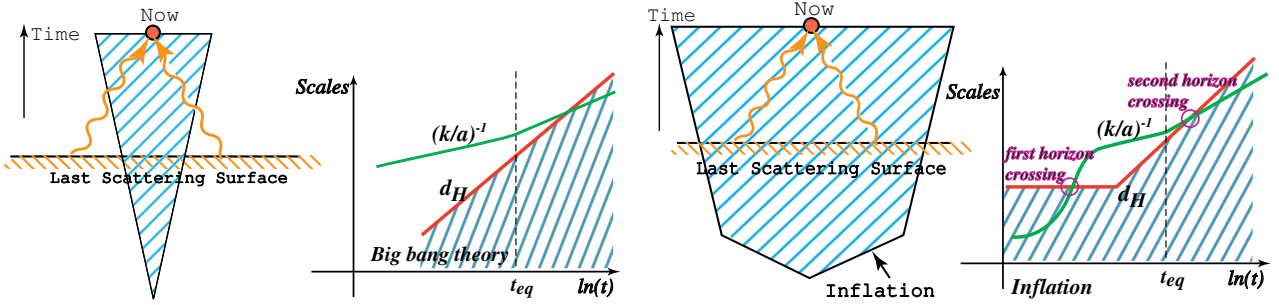 Now
Time
Last Scattering Surface
Scales
(k/a)⁻¹
d_H
Big bang theory
t_eq
ln(t)
Now
Time
Last Scattering Surface
Inflation
Scales
second horizon
crossing
(k/a)⁻¹
first horizon
crossing
d_H
Inflation
t_eq
ln(t)